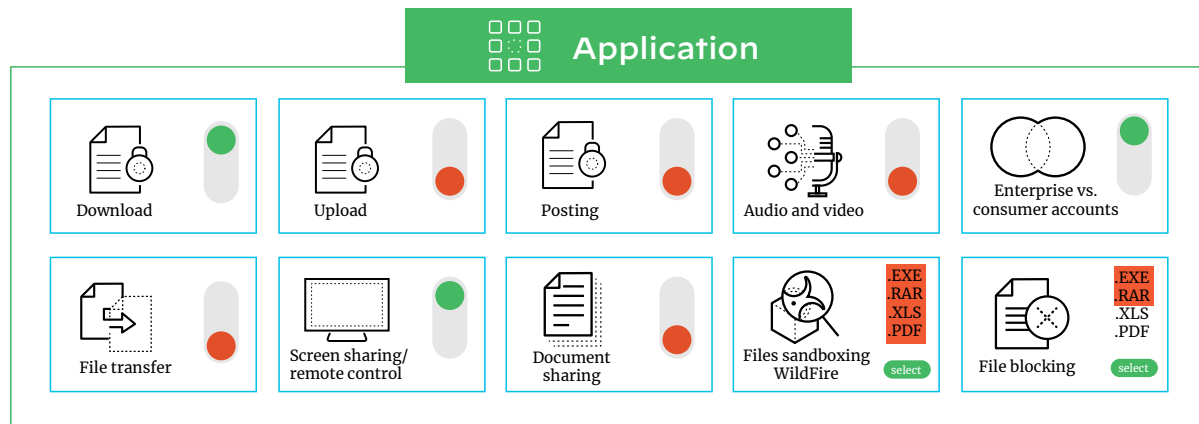 Application
Download
Upload
Posting
Audio and video
Enterprise vs.
consumer accounts
File transfer
Screen sharing/
remote control
Document
sharing
Files sandboxing
WildFire
.EXE
.RAR
.XLS
.PDF
select
File blocking
.EXE
.RAR
.XLS
.PDF
select